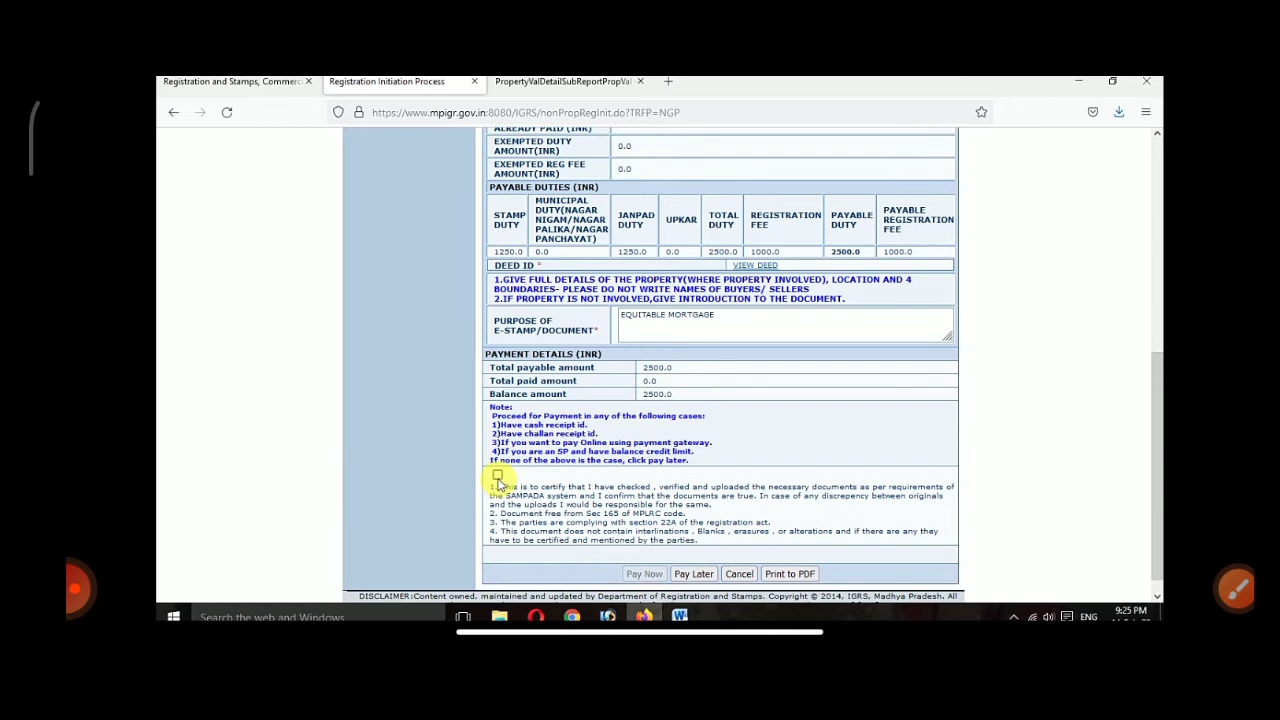 Registration and Stamps, Commerc
Registration Initiation Process
PropertyValDetailSubReportPropVal
https://www.mpigr.gov.in:8080/IGRS/nonPropRegInit.do?TRFP=NGP
ALREADY PAID (INR)
EXEMPTED DUTY
AMOUNT(INR)
0.0
EXEMPTED REG FEE
AMOUNT(INR)
0.0
PAYABLE DUTIES (INR)
STAMP
DUTY
MUNICIPAL
DUTY(NAGAR
NIGAM/NAGAR
PALIKA/NAGAR
PANCHAYAT)
JANPAD
DUTY
UPKAR
TOTAL
DUTY
REGISTRATION
FEE
PAYABLE
DUTY
PAYABLE
REGISTRATION
FEE
1250.0 0.0 1250.0 0.0 2500.0 1000.0 2500.0 1000.0
DEED ID * VIEW DEED
1.GIVE FULL DETAILS OF THE PROPERTY(WHERE PROPERTY INVOLVED), LOCATION AND 4
BOUNDARIES- PLEASE DO NOT WRITE NAMES OF BUYERS/ SELLERS
2.IF PROPERTY IS NOT INVOLVED,GIVE INTRODUCTION TO THE DOCUMENT.
PURPOSE OF
E-STAMP/DOCUMENT*
EQUITABLE MORTGAGE
PAYMENT DETAILS (INR)
Total payable amount 2500.0
Total paid amount 0.0
Balance amount 2500.0
Note:
Proceed for Payment in any of the following cases:
1)Have cash receipt id.
2)Have challan receipt id.
3)If you want to pay Online using payment gateway.
4)If you are an SP and have balance credit limit.
If none of the above is the case, click pay later.
is to certify that I have checked , verified and uploaded the necessary documents as per requirements of
the SAMPADA system and I confirm that the documents are true. In case of any discrepancy between originals
and the uploads I would be responsible for the same.
2. Document free from Sec 165 of MPLRC code.
3. The parties are complying with section 22A of the registration act.
4. This document does not contain interlinations , Blanks , erasures , or alterations and if there are any they
have to be certified and mentioned by the parties.
Pay Now Pay Later Cancel Print to PDF
DISCLAIMER:Content owned, maintained and updated by Department of Registration and Stamps. Copyright © 2014, IGRS, Madhya Pradesh. All
Search the web and Windows
ENG
9:25 PM